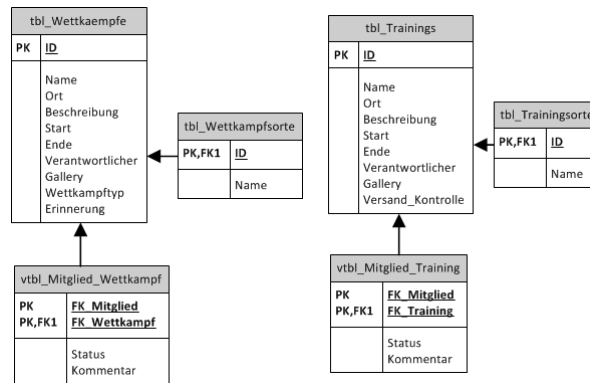 tbl_Wettkaempfe
PK ID
Name
Ort
Beschreibung
Start
Ende
Verantwortlicher
Gallery
Wettkampftyp
Erinnerung
tbl_Wettkampfsorte
PK,FK1 ID
Name
vtbl_Mitglied_Wettkampf
PK FK_Mitglied
PK,FK1 FK_Wettkampf
Status
Kommentar
tbl_Trainings
PK ID
Name
Ort
Beschreibung
Start
Ende
Verantwortlicher
Gallery
Versand_Kontrolle
tbl_Trainingsorte
PK,FK1 ID
Name
vtbl_Mitglied_Training
PK FK_Mitglied
PK,FK1 FK_Training
Status
Kommentar